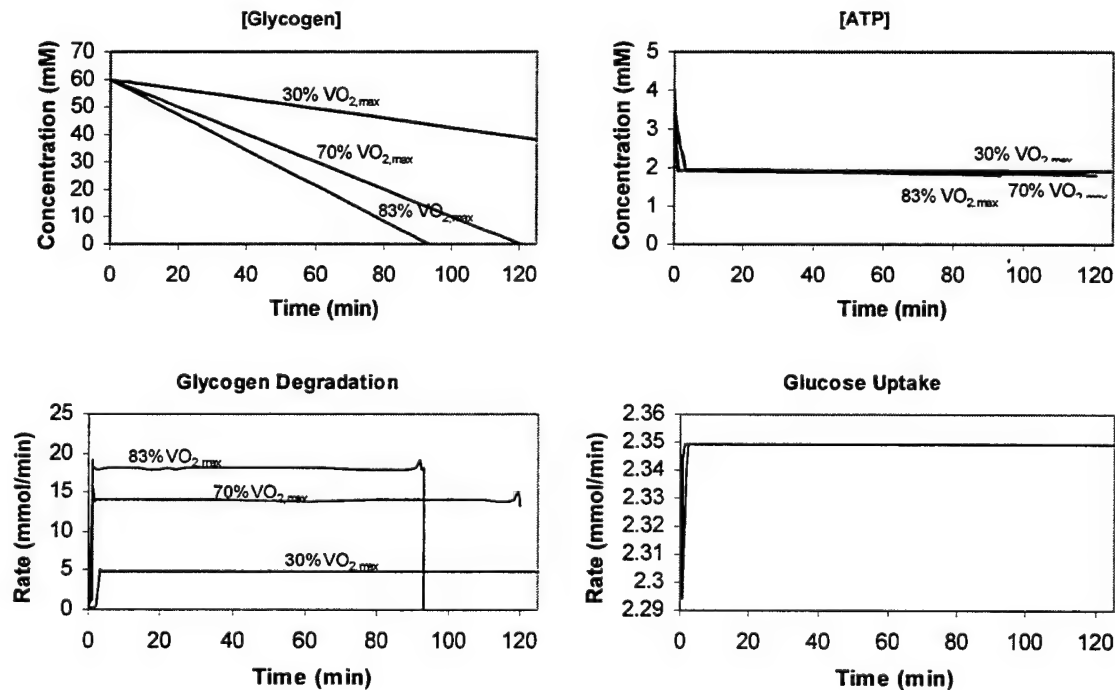 [Glycogen]
Concentration (mM)
70
60
50
40
30
20
10
0
30% VO2,max
70% VO2,max
83% VO2,max
0 20 40 60 80 100 120
Time (min)
[ATP]
Concentration (mM)
5
4
3
2
1
0
30% VO2,max
83% VO2,max 70% VO2,max
0 20 40 60 80 100 120
Time (min)
Glycogen Degradation
Rate (mmol/min)
25
20
15
10
5
0
83% VO2,max
70% VO2,max
30% VO2,max
0 20 40 60 80 100 120
Time (min)
Glucose Uptake
Rate (mmol/min)
2.36
2.35
2.34
2.33
2.32
2.31
2.3
2.29
0 20 40 60 80 100 120
Time (min)